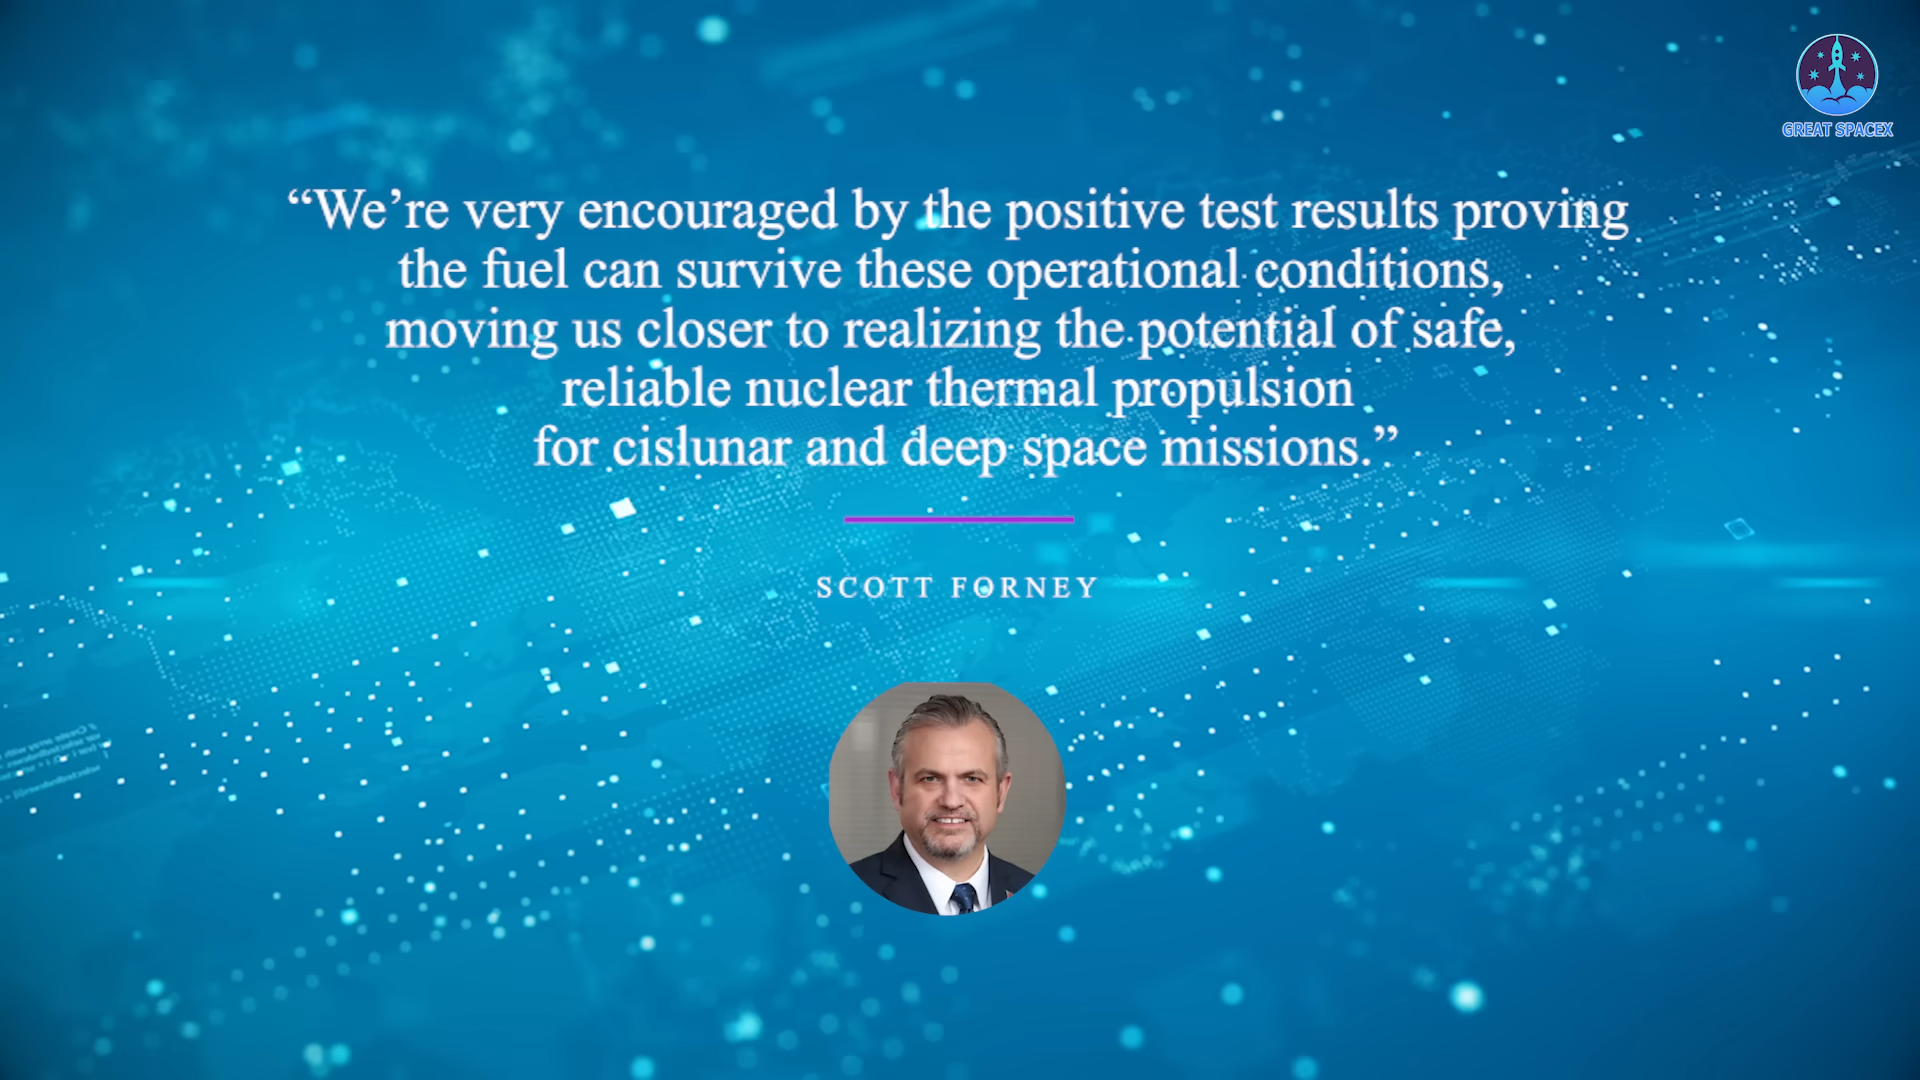 GREAT SPACEX
“We’re very encouraged by the positive test results proving
the fuel can survive these operational conditions,
moving us closer to realizing the potential of safe,
reliable nuclear thermal propulsion
for cislunar and deep space missions.”
SCOTT FORNEY